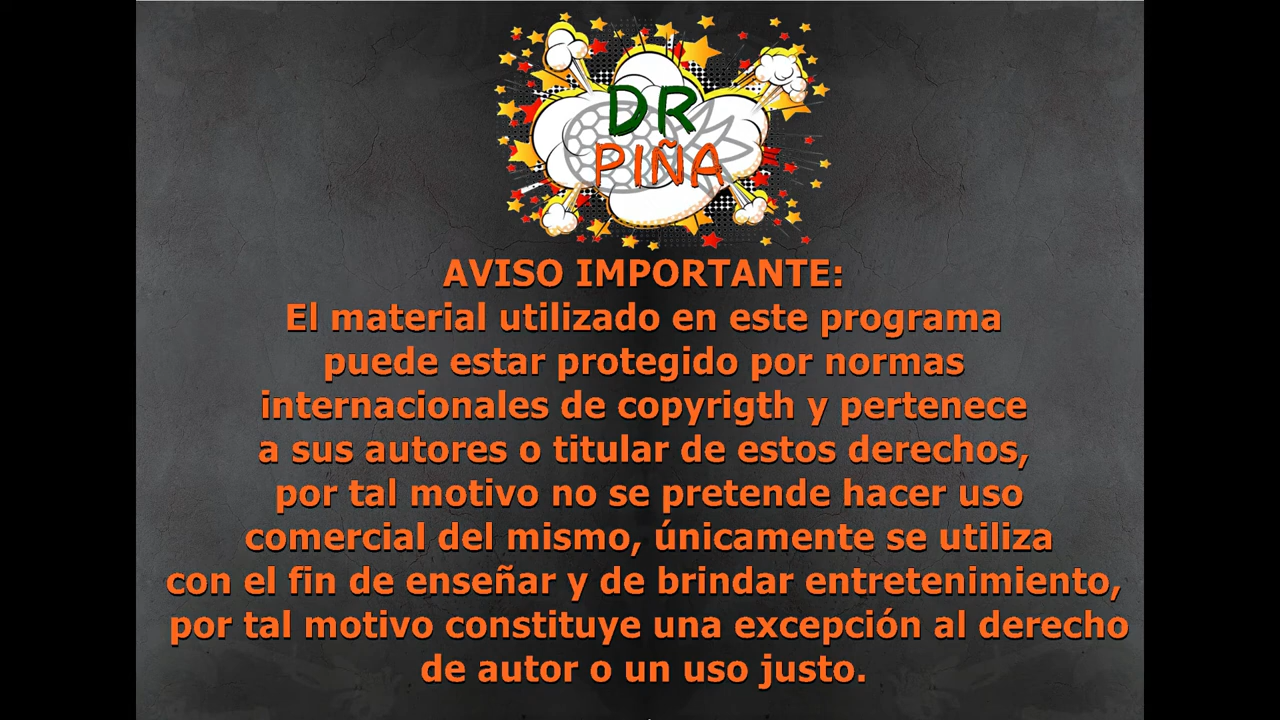 DR
PIÑA
AVISO IMPORTANTE:
El material utilizado en este programa
puede estar protegido por normas
internacionales de copyrigth y pertenece
a sus autores o titular de estos derechos,
por tal motivo no se pretende hacer uso
comercial del mismo, únicamente se utiliza
con el fin de enseñar y de brindar entretenimiento,
por tal motivo constituye una excepción al derecho
de autor o un uso justo.